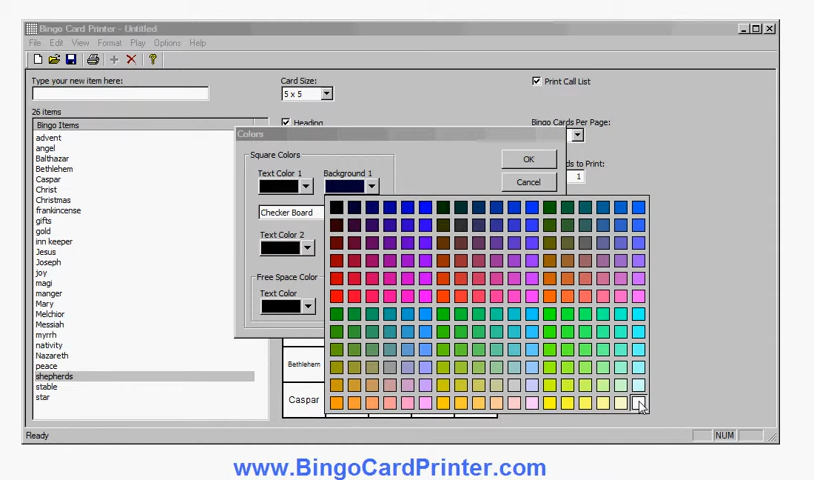 Bingo Card Printer - Untitled
File Edit View Format Play Options Help
Type your new item here:
Card Size:
Print Call List
5 x 5
26 items
Heading
Bingo Cards Per Page:
Bingo Items
advent
angel
Balthazar
Bethlehem
Caspar
Christ
Christmas
frankincense
gifts
gold
inn keeper
Jesus
Joseph
joy
magi
manger
Mary
Melchior
Messiah
myrrh
nativity
Nazareth
peace
shepherds
stable
star
Colors
Square Colors
OK
Text Color 1
Background 1
Cancel
Checker Board
Text Color 2
Free Space Color
Text Color
ds to Print:
1
Bethlehem
Caspar
Ready
NUM
www.BingoCardPrinter.com